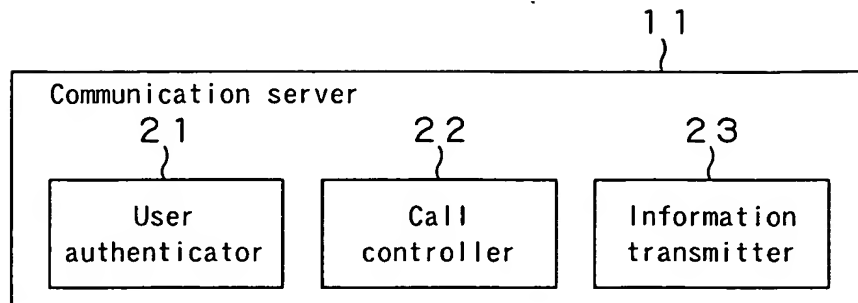 11
Communication server
21 22 23
User authenticator
Call controller
Information transmitter